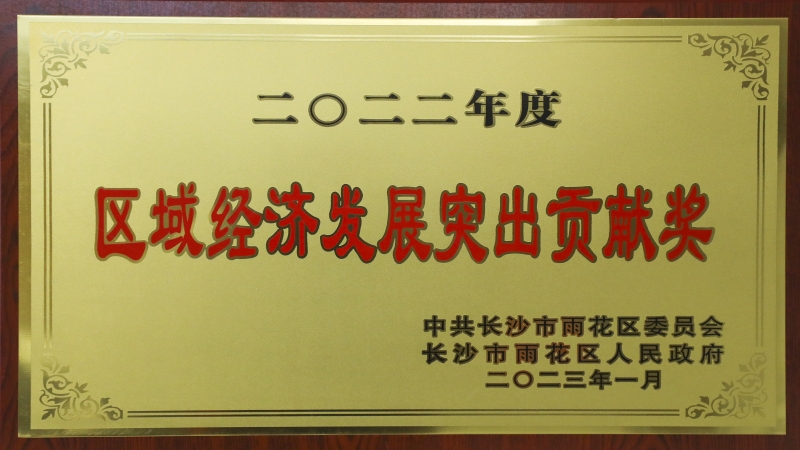 二〇二二年度
区域经济发展突出贡献奖
中共长沙市雨花区委员会
长沙市雨花区人民政府
二〇二三年一月